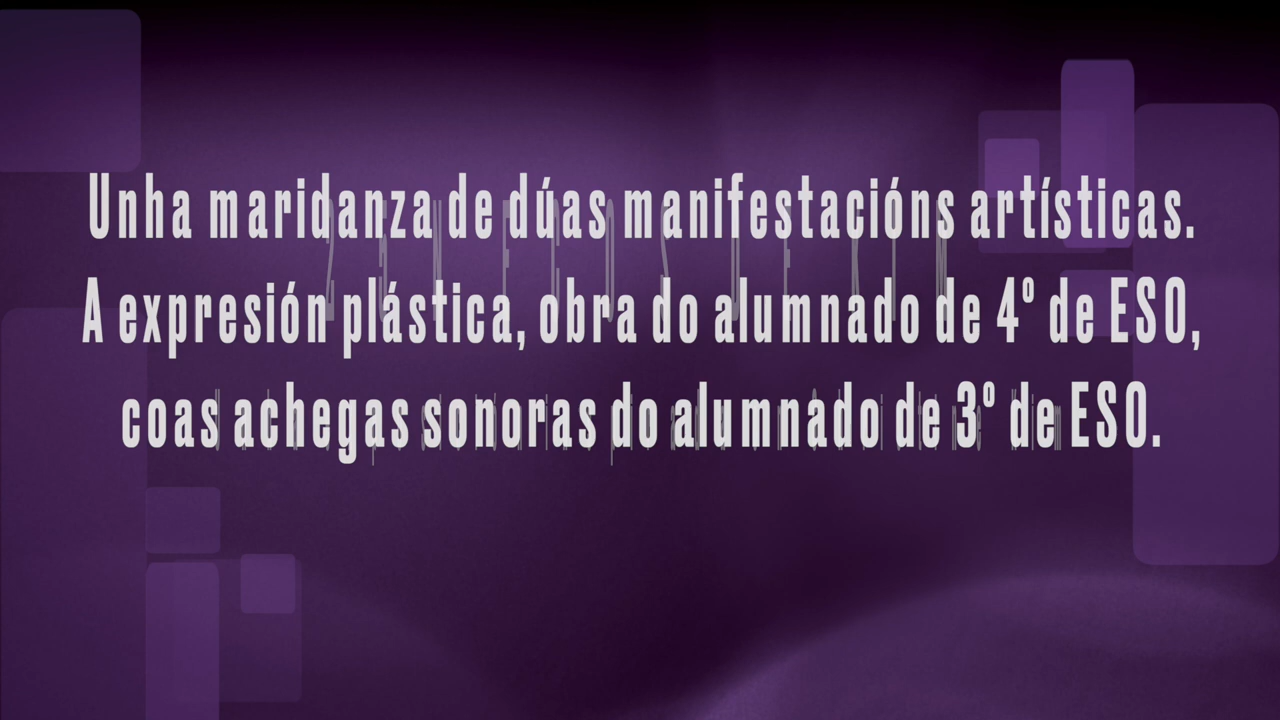 Unha maridanza de dúas manifestacións artísticas.
A expresión plástica, obra do alumnado de 4º de ESO,
coas achegas sonoras do alumnado de 3º de ESO.